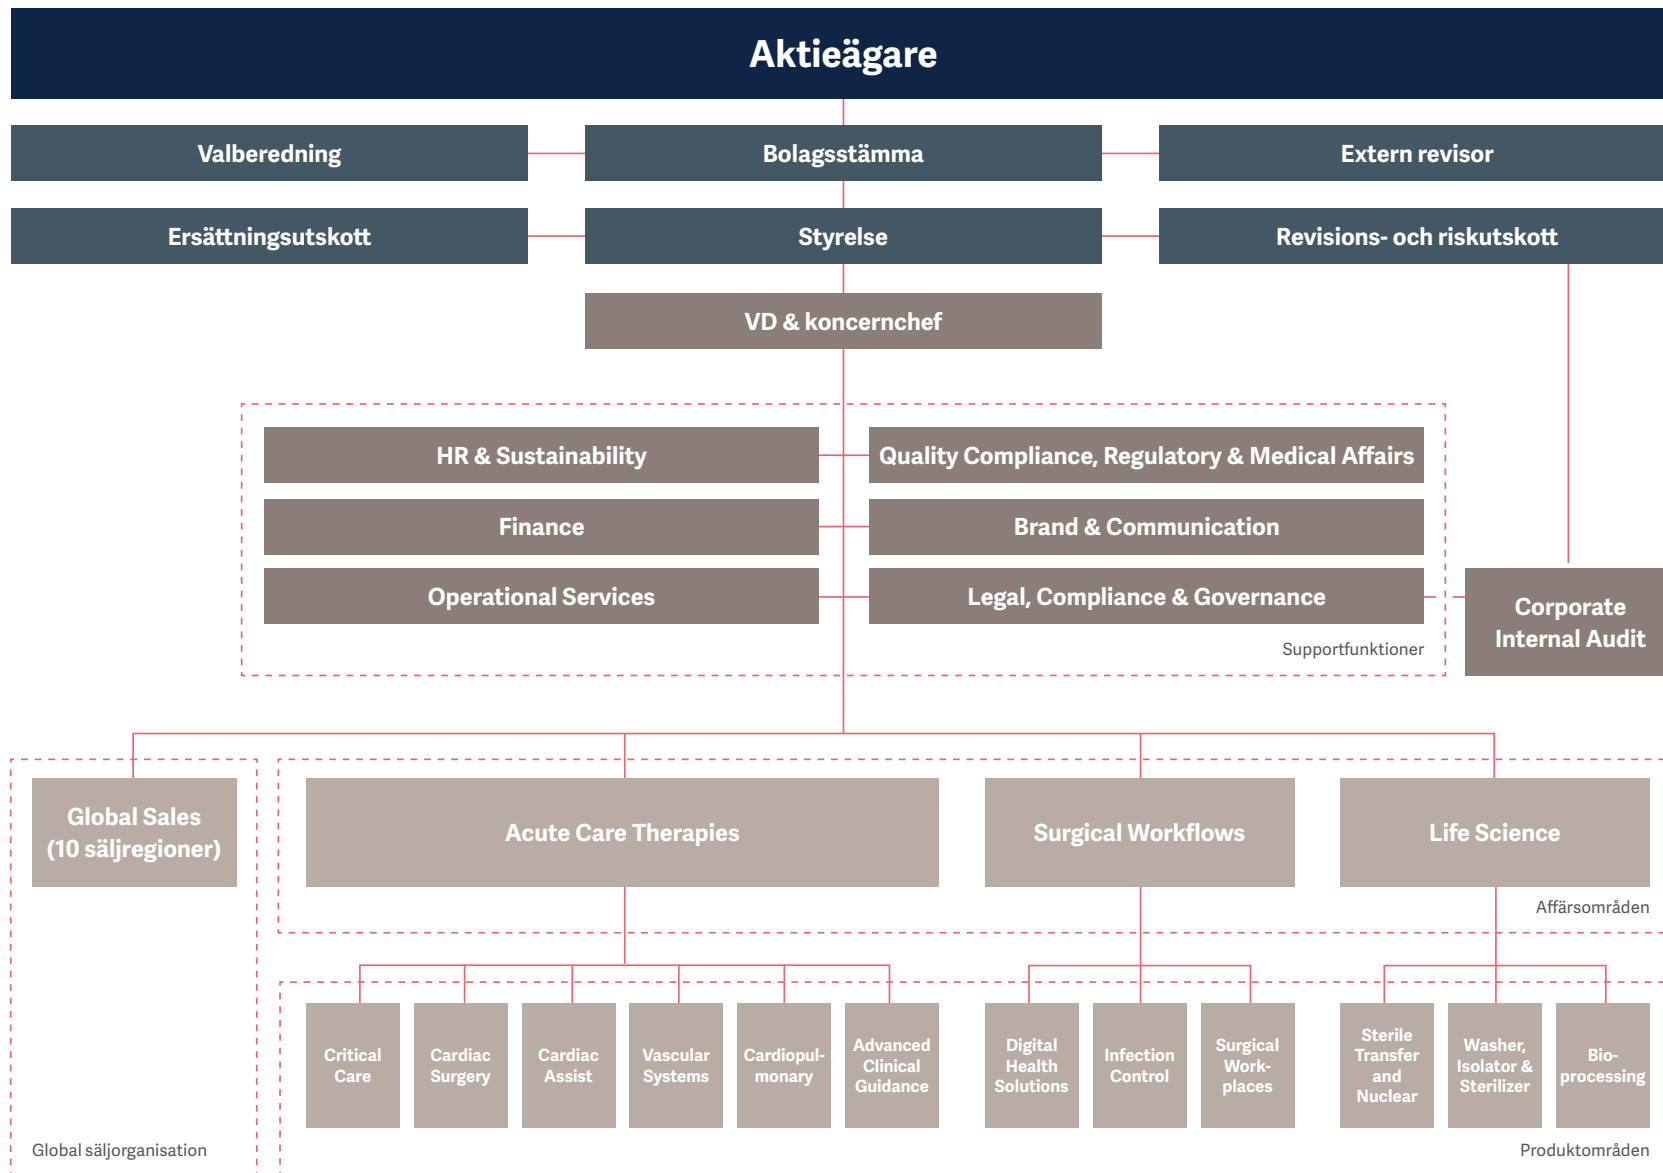 Aktieägare
Valberedning
Bolagsstämma
Extern revisor
Ersättningsutskott
Styrelse
Revisions- och riskutskott
VD & koncernchef
HR & Sustainability
Quality Compliance, Regulatory & Medical Affairs
Finance
Brand & Communication
Operational Services
Legal, Compliance & Governance
Supportfunktioner
Corporate
Internal Audit
Global Sales
(10 säljregioner)
Acute Care Therapies
Surgical Workflows
Life Science
Affärsområden
Critical
Care
Cardiac
Surgery
Cardiac
Assist
Vascular
Systems
Cardiopul-
monary
Advanced
Clinical
Guidance
Digital
Health
Solutions
Infection
Control
Surgical
Work-
places
Sterile
Transfer
and
Nuclear
Washer,
Isolator &
Sterilizer
Bio-
processing
Global säljorganisation
Produktområden